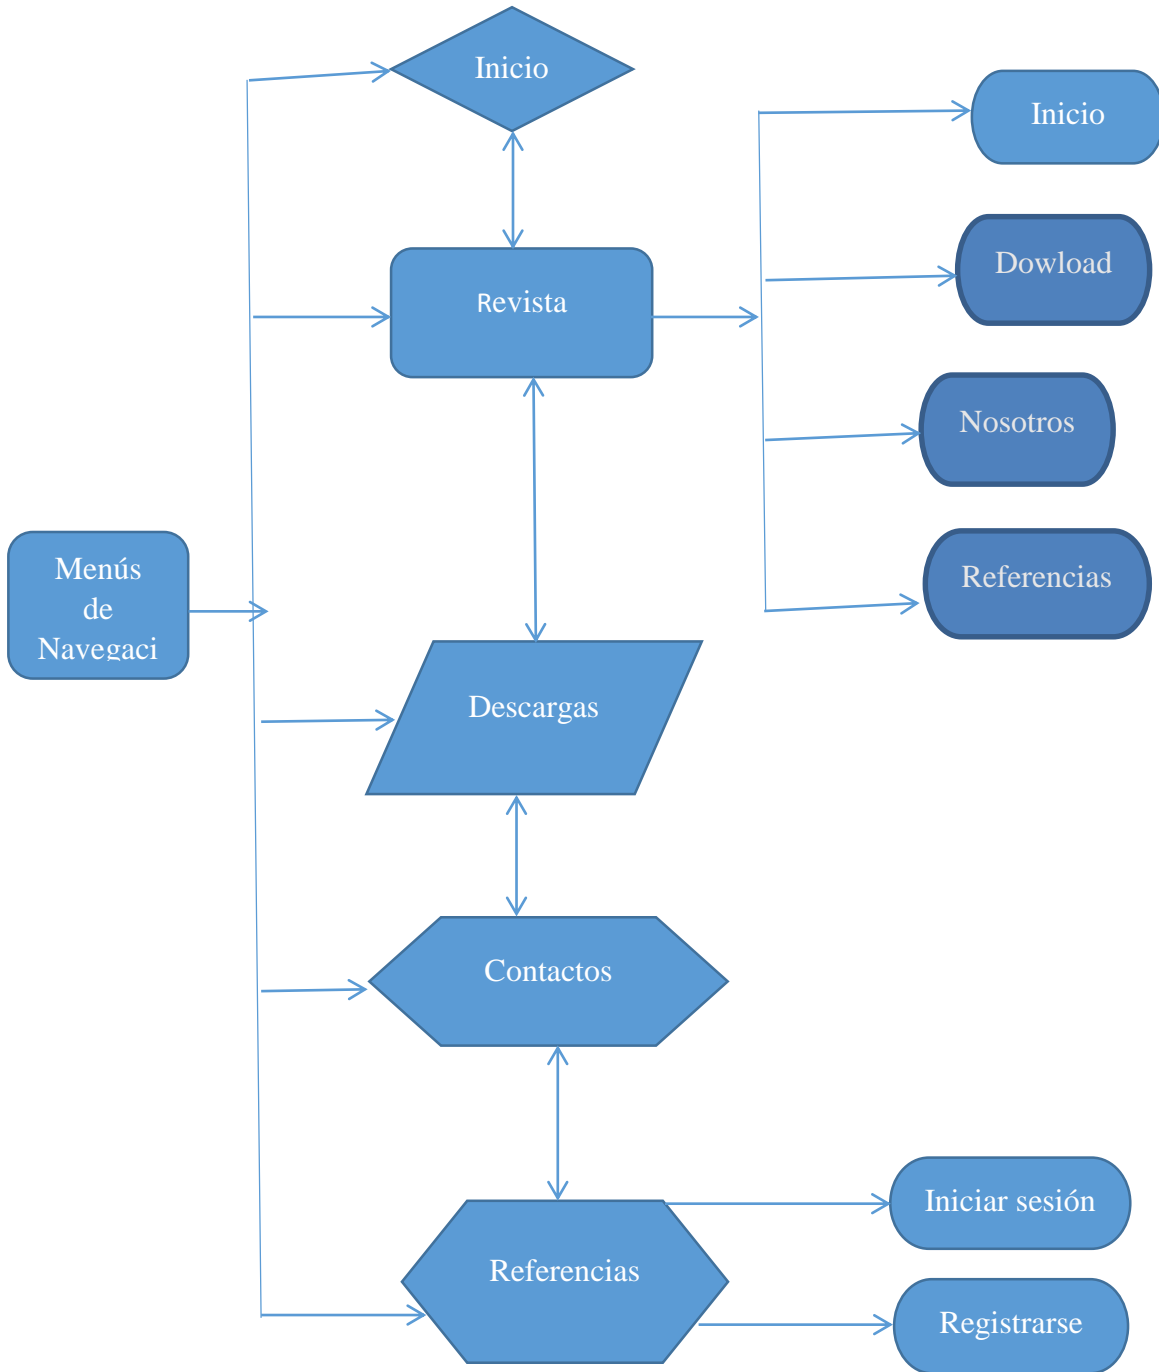 Inicio
Inicio
Dowload
Revista
Nosotros
Referencias
Menús
de
Navegaci
Descargas
Contactos
Iniciar sesión
Referencias
Registrarse